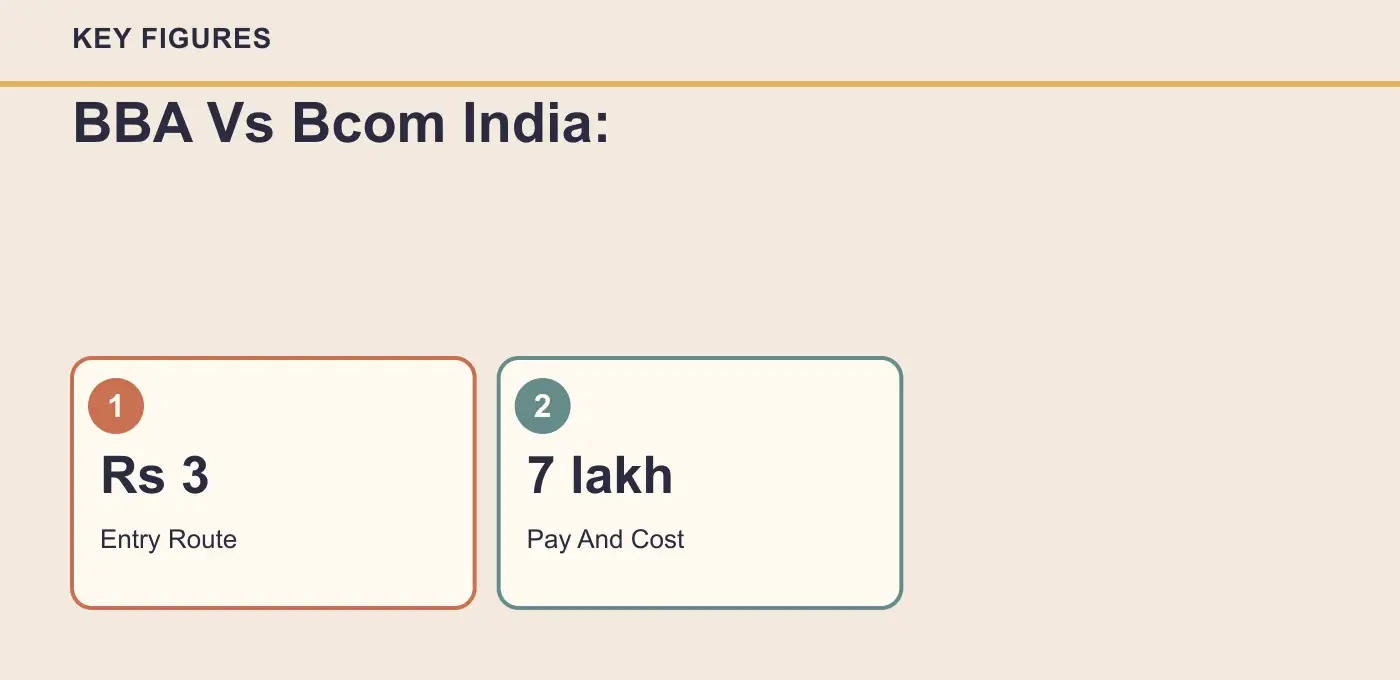 KEY FIGURES
BBA Vs Bcom India:
1
Rs 3
Entry Route
2
7 lakh
Pay And Cost